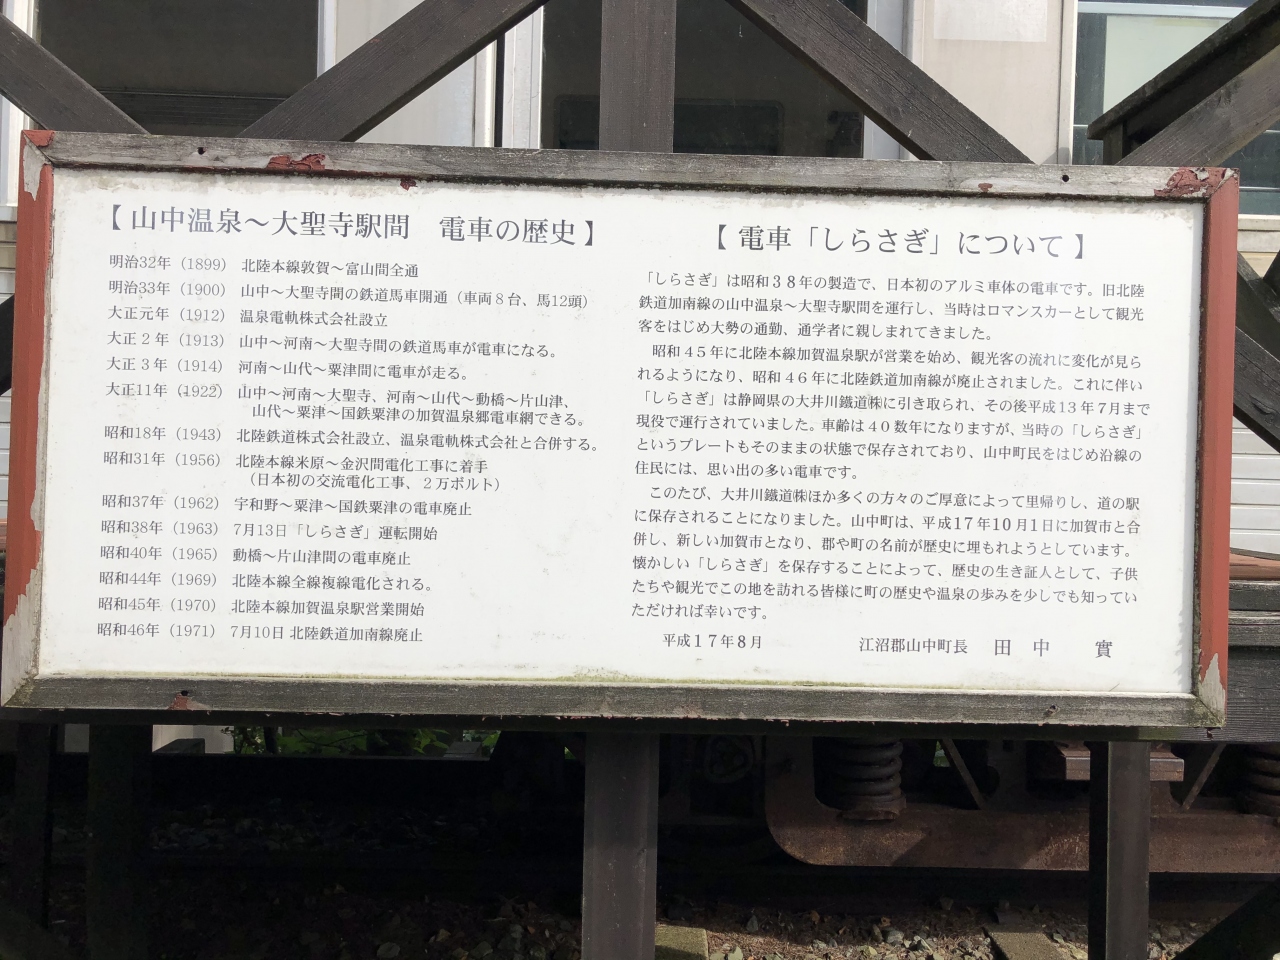 【 山中温泉～大聖寺駅間　電車の歴史 】
明治32年（1899） 北陸本線敦賀～富山間全通
明治33年（1900） 山中～大聖寺間の鉄道馬車開通（車両８台、馬12頭）
大正元年（1912） 温泉電軌株式会社設立
大正２年（1913） 山中～河南～大聖寺間の鉄道馬車が電車になる。
大正３年（1914） 河南～山代～粟津間に電車が走る。
大正11年（1922） 山中～河南～大聖寺、河南～山代～動橋～片山津、
山代～粟津～国鉄粟津の加賀温泉郷電車網できる。
昭和18年（1943） 北陸鉄道株式会社設立、温泉電軌株式会社と合併する。
昭和31年（1956） 北陸本線米原～金沢間電化工事に着手
（日本初の交流電化工事、２万ボルト）
昭和37年（1962） 宇和野～粟津～国鉄粟津の電車廃止
昭和38年（1963） 7月13日「しらさぎ」運転開始
昭和40年（1965） 動橋～片山津間の電車廃止
昭和44年（1969） 北陸本線全線複線電化される。
昭和45年（1970） 北陸本線加賀温泉駅営業開始
昭和46年（1971） 7月10日 北陸鉄道加南線廃止
【 電車「しらさぎ」について 】
「しらさぎ」は昭和３８年の製造で、日本初のアルミ車体の電車です。旧北陸
鉄道加南線の山中温泉～大聖寺駅間を運行し、当時はロマンスカーとして観光
客をはじめ大勢の通勤、通学者に親しまれてきました。
昭和４５年に北陸本線加賀温泉駅が営業を始め、観光客の流れに変化が見ら
れるようになり、昭和４６年に北陸鉄道加南線が廃止されました。これに伴い
「しらさぎ」は静岡県の大井川鐵道㈱に引き取られ、その後平成13年７月まで
現役で運行されていました。車齢は４０数年になりますが、当時の「しらさぎ」
というプレートもそのままの状態で保存されており、山中町民をはじめ沿線の
住民には、思い出の多い電車です。
このたび、大井川鐵道㈱ほか多くの方々のご厚意によって里帰りし、道の駅
に保存されることになりました。山中町は、平成17年10月１日に加賀市と合
併し、新しい加賀市となり、郡や町の名前が歴史に埋もれようとしています。
懐かしい「しらさぎ」を保存することによって、歴史の生き証人として、子供
たちや観光でこの地を訪れる皆様に町の歴史や温泉の歩みを少しでも知ってい
ただければ幸いです。
平成１７年８月　江沼郡山中町長　田　中　實